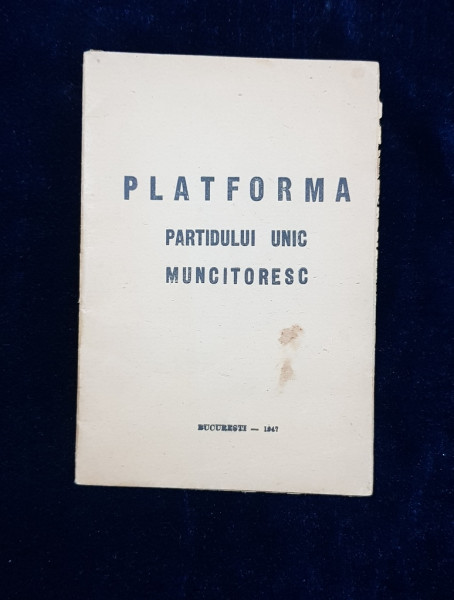 PLATFORMA
PARTIDULUI UNIC
MUNCITORESC
BUCUREȘTI — 1947